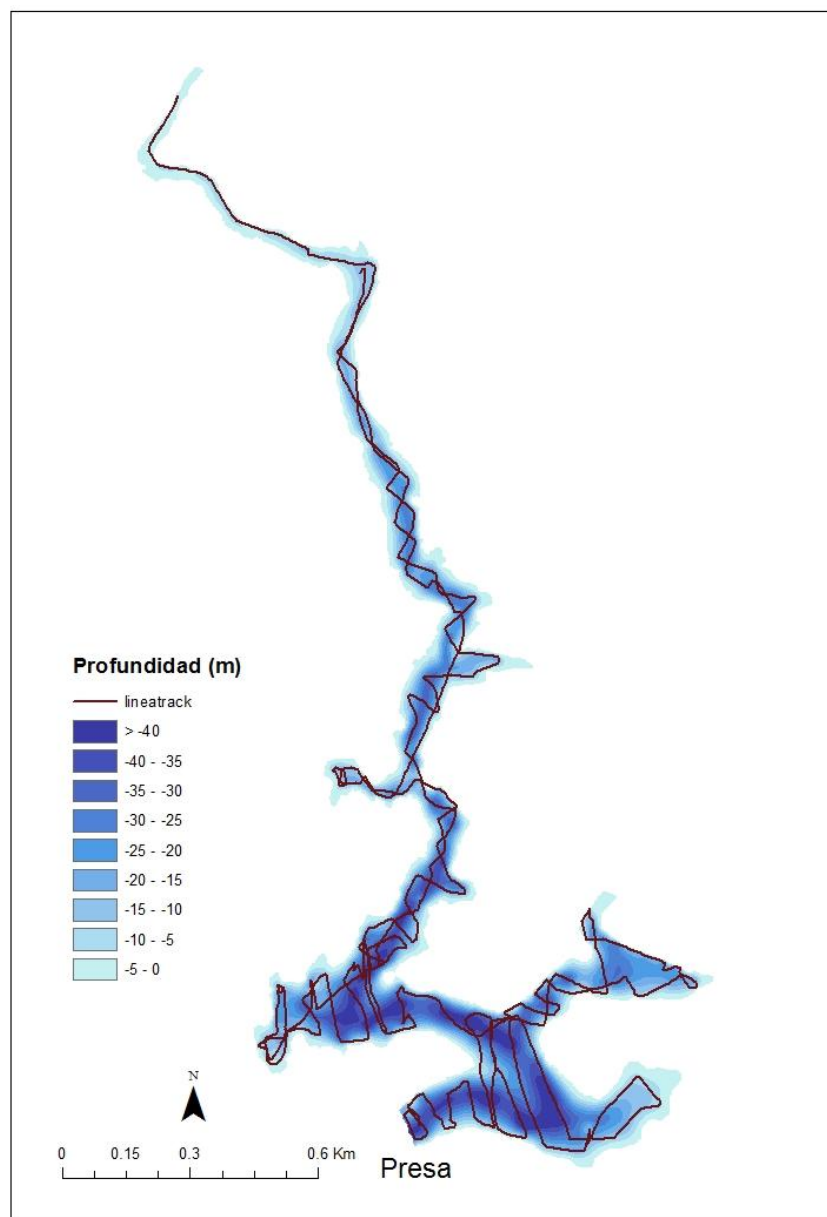 Profundidad (m)
lineatrack
> -40
-40 - -35
-35 - -30
-30 - -25
-25 - -20
-20 - -15
-15 - -10
-10 - -5
-5 - 0
N
0 0.15 0.3 0.6 Km
Presa